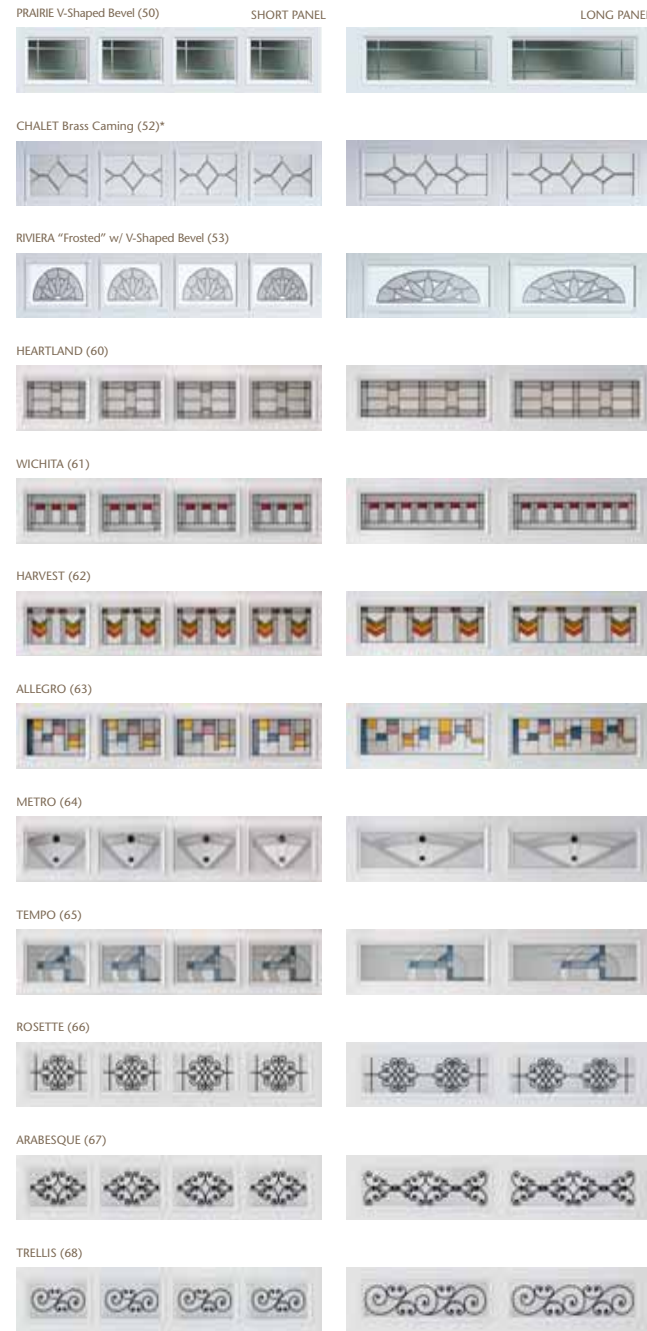 PRAIRIE V-Shaped Bevel (50) SHORT PANEL LONG PANEL
CHALET Brass Caming (52)*
RIVIERA "Frosted" w/ V-Shaped Bevel (53)
HEARTLAND (60)
WICHITA (61)
HARVEST (62)
ALLEGRO (63)
METRO (64)
TEMPO (65)
ROSETTE (66)
ARABESQUE (67)
TRELLIS (68)